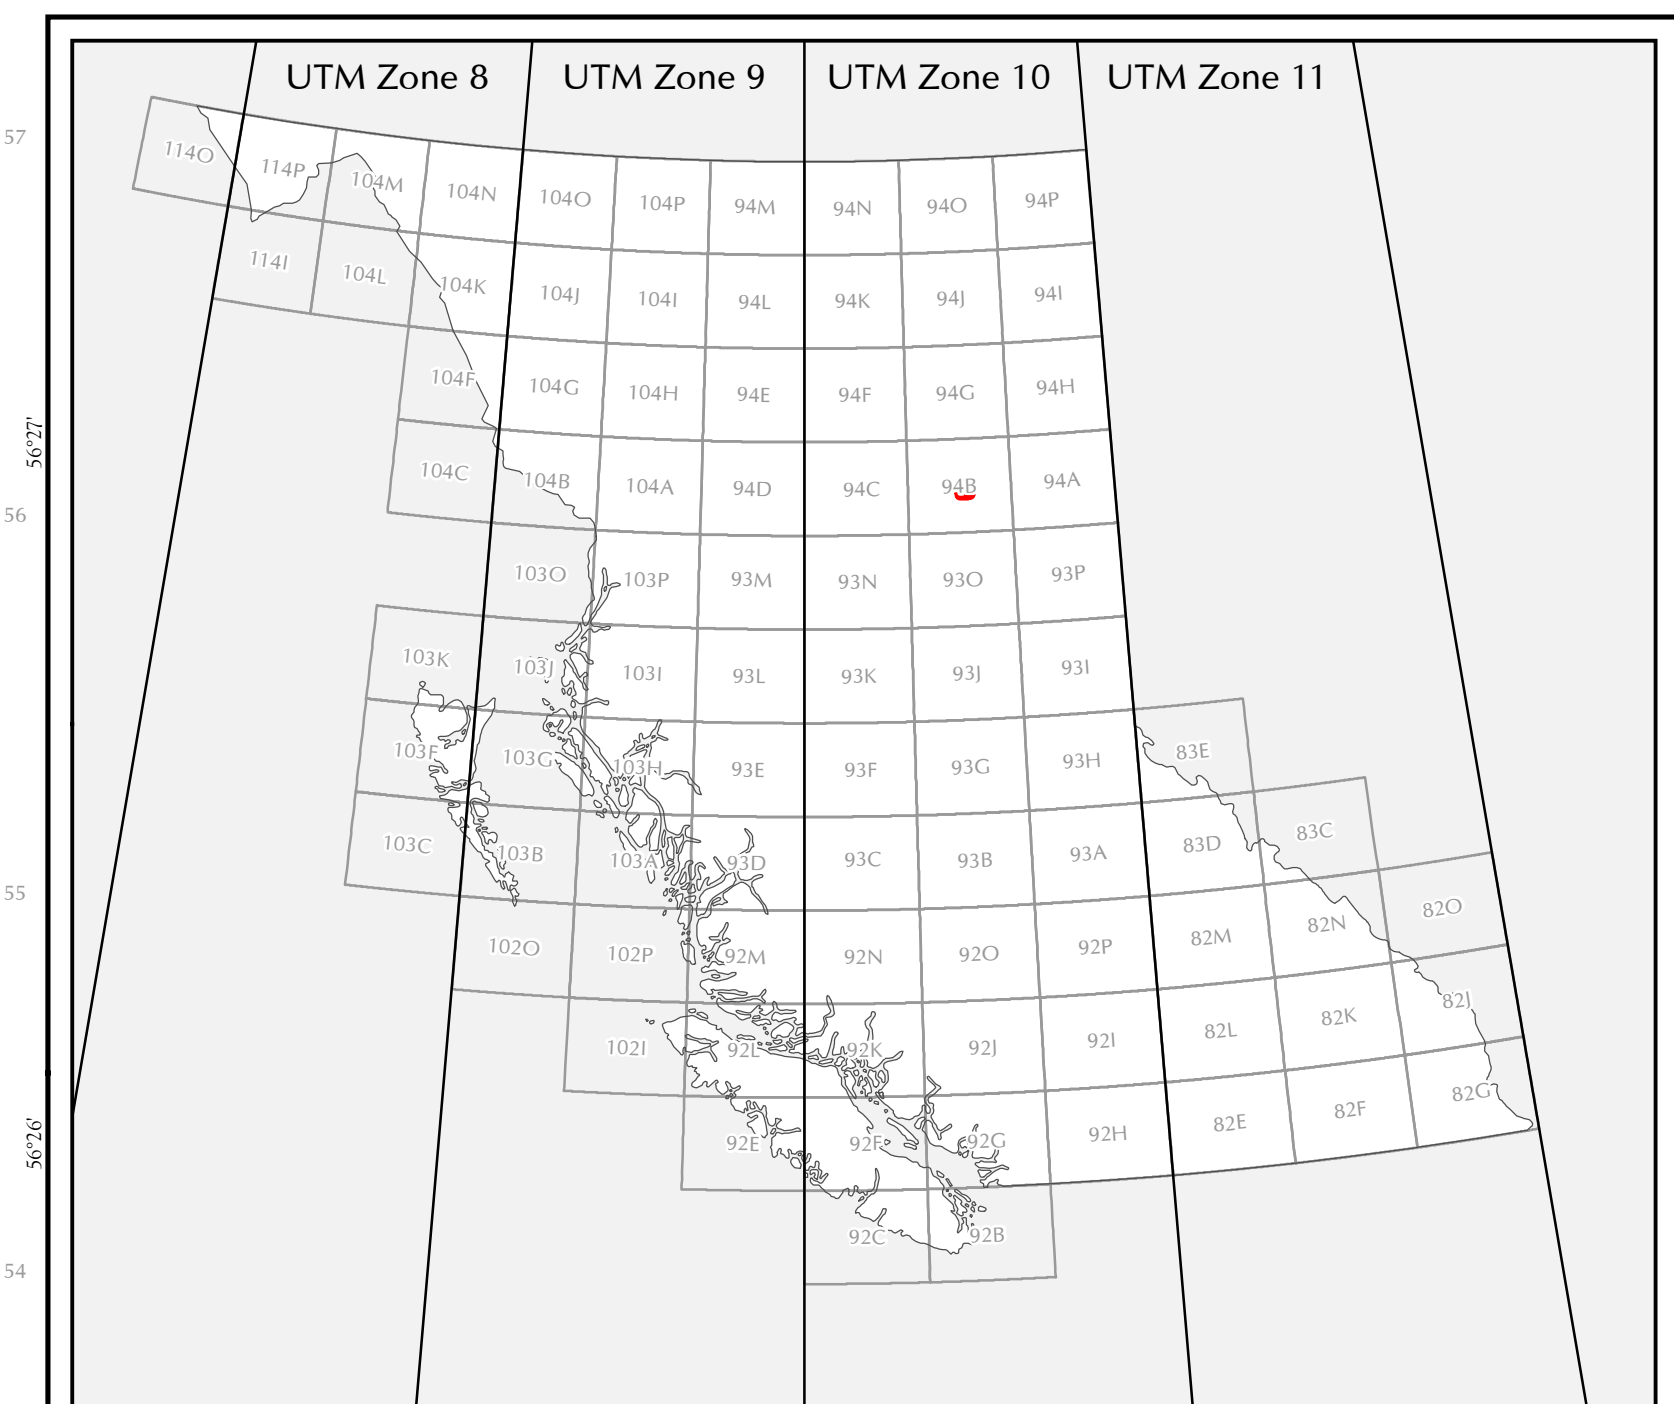 UTM Zone 8 UTM Zone 9 UTM Zone 10 UTM Zone 11
57
114O 114P 104M 104N 104O 104P 94M 94N 94O 94P
114I 104L 104K 104J 104I 94L 94K 94J 94I
104F 104G 104H 94E 94F 94G 94H
56°27'
104C 104B 104A 94D 94C 94B 94A
56
103O 103P 93M 93N 93O 93P
103K 103J 103I 93L 93K 93J 93I
103F 103G 103H 93E 93F 93G 93H 83E
103C 103B 103A 93D 93C 93B 93A 83D 83C
55
102O 102P 92M 92N 92O 92P 82M 82N 82O
102I 92L 92K 92J 92I 82L 82K 82J
56°26'
92E 92F 92G 92H 82E 82F 82G
92C 92B
54